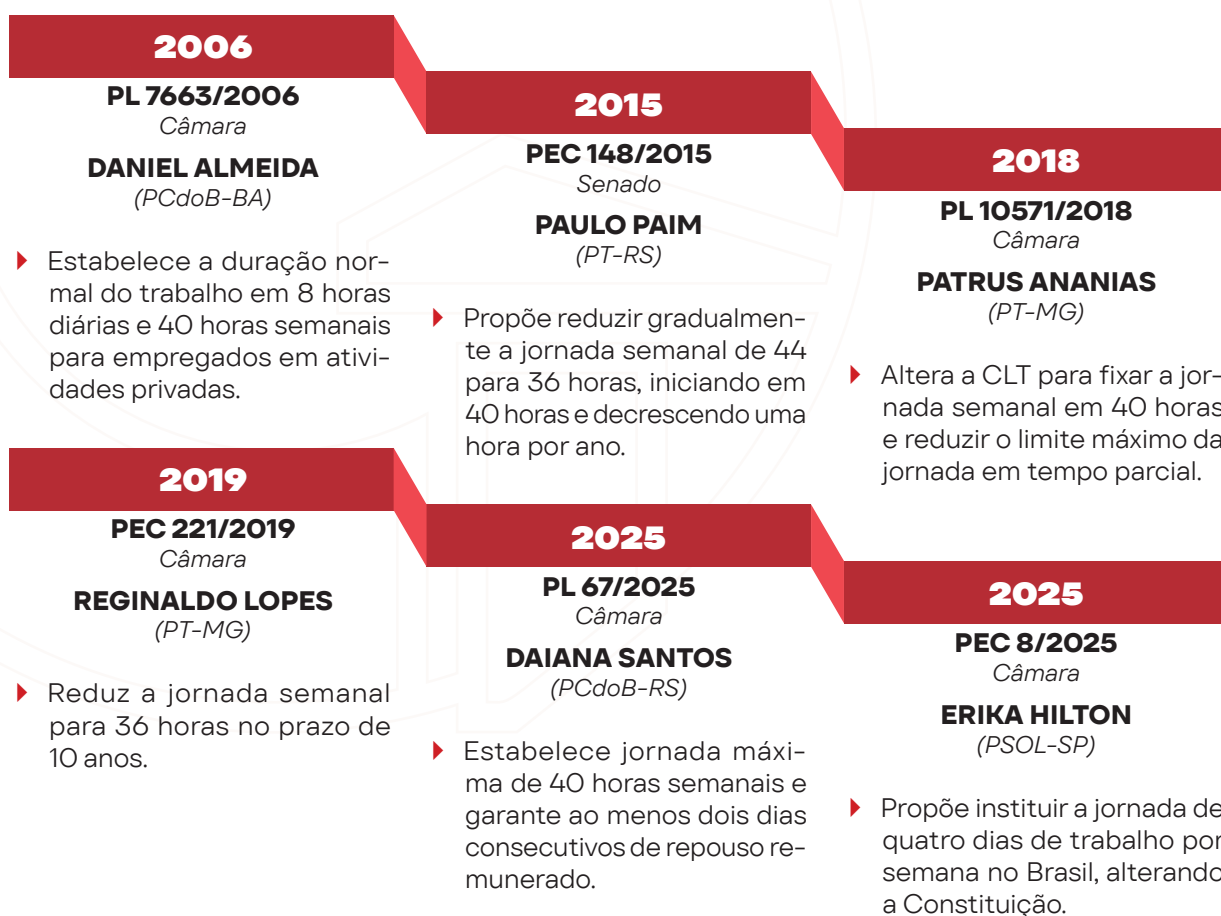 2006
PL 7663/2006
Câmara
DANIEL ALMEIDA
(PCdoB-BA)
Estabelece a duração nor-
mal do trabalho em 8 horas
diárias e 40 horas semanais
para empregados em ativi-
dades privadas.
2015
PEC 148/2015
Senado
PAULO PAIM
(PT-RS)
Propõe reduzir gradualmen-
te a jornada semanal de 44
para 36 horas, iniciando em
40 horas e decrescendo uma
hora por ano.
2018
PL 10571/2018
Câmara
PATRUS ANANIAS
(PT-MG)
Altera a CLT para fixar a jor-
nada semanal em 40 horas
e reduzir o limite máximo da
jornada em tempo parcial.
2019
PEC 221/2019
Câmara
REGINALDO LOPES
(PT-MG)
Reduz a jornada semanal
para 36 horas no prazo de
10 anos.
2025
PL 67/2025
Câmara
DAIANA SANTOS
(PCdoB-RS)
Estabelece jornada máxi-
ma de 40 horas semanais e
garante ao menos dois dias
consecutivos de repouso re-
munerado.
2025
PEC 8/2025
Câmara
ERIKA HILTON
(PSOL-SP)
Propõe instituir a jornada de
quatro dias de trabalho por
semana no Brasil, alterando
a Constituição.